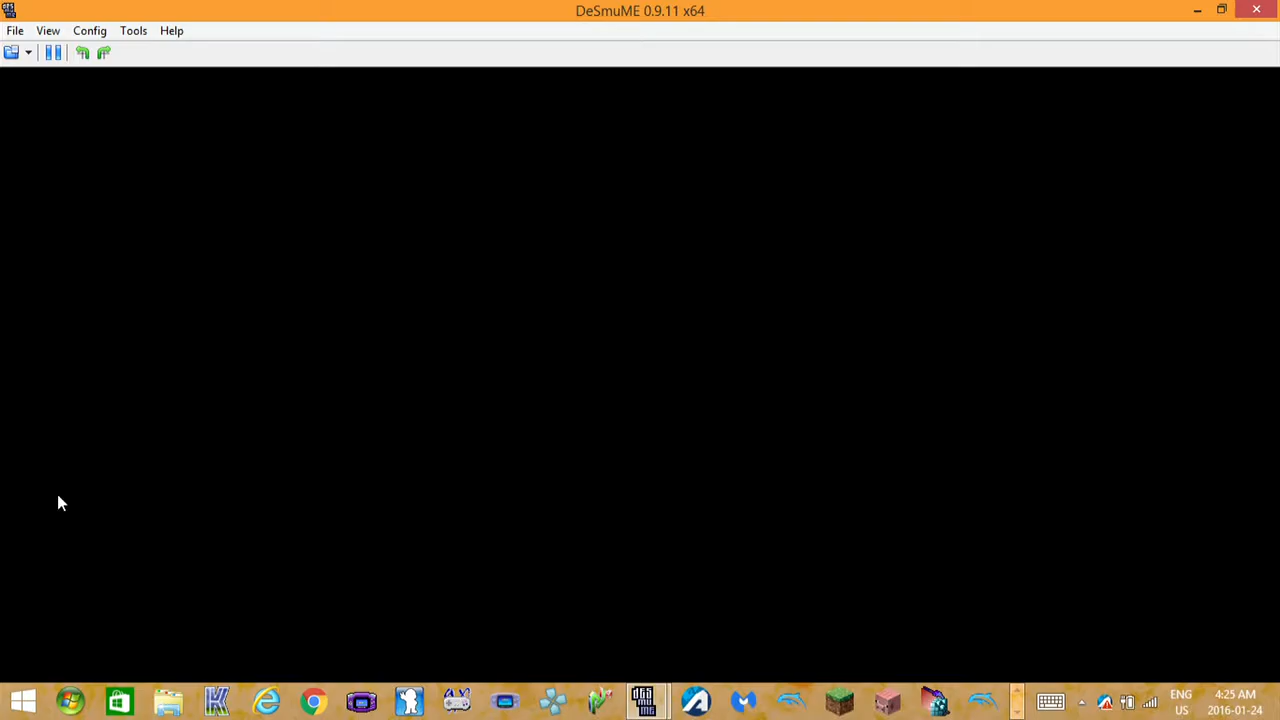 DeSmuME 0.9.11 x64
File View Config Tools Help
ENG 4:25 AM
US 2016-01-24